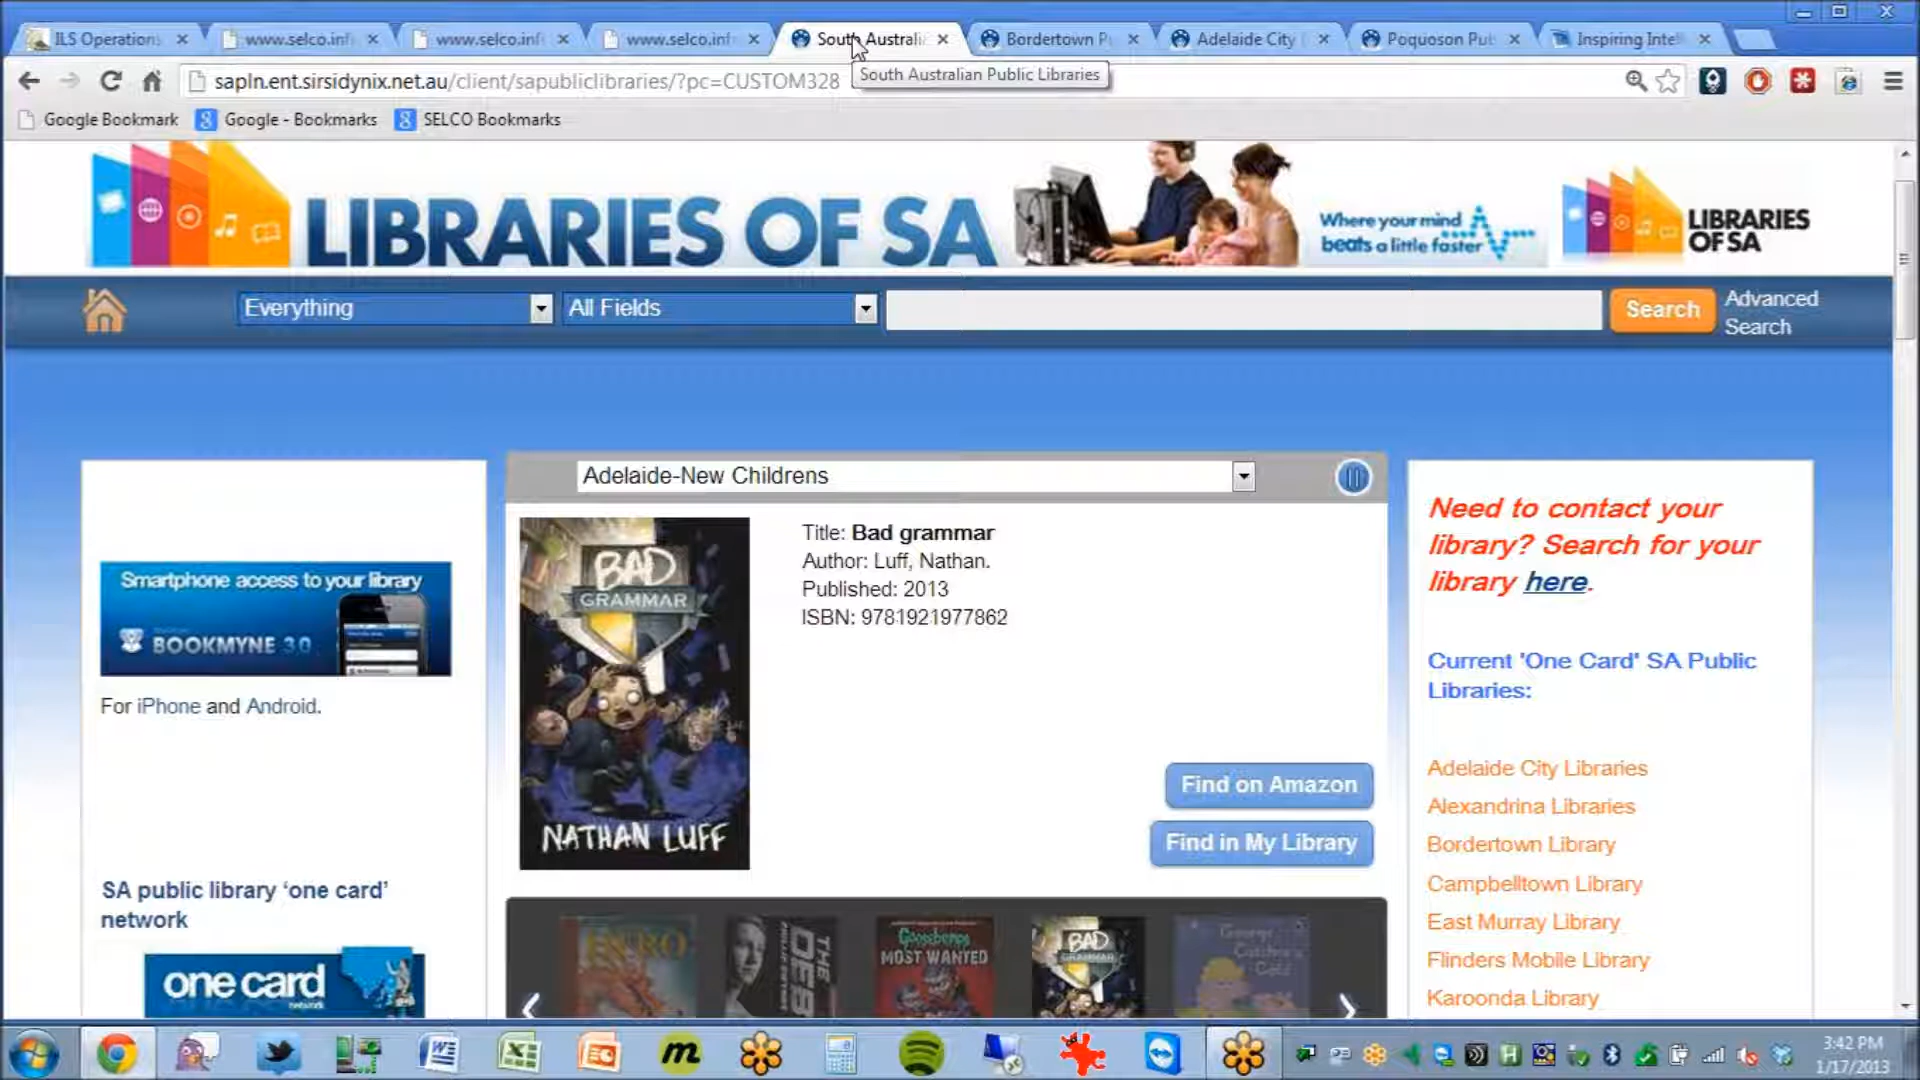 ILS Operation:
www.selco.inf
www.selco.inf
www.selco.inf
South Australi
Bordertown P
Adelaide City
Poquoson Pub
Inspiring Intel
sapln.ent.sirsidynix.net.au/client/sapubliclibraries/?pc=CUSTOM328
South Australian Public Libraries
Google Bookmark
Google - Bookmarks
SELCO Bookmarks
LIBRARIES OF SA
Where your mind
beats a little faster
LIBRARIES
OF SA
Everything
All Fields
Search
Advanced
Search
Adelaide-New Childrens
Smartphone access to your library
BOOKMYNE 3.0
For iPhone and Android.
SA public library ‘one card’
network
one card
network
BAD
GRAMMAR
NATHAN LUFF
Title: Bad grammar
Author: Luff, Nathan.
Published: 2013
ISBN: 9781921977862
Find on Amazon
Find in My Library
THE
Goosebumps
MOST WANTED
BAD
GRAMMAR
George
Need to contact your
library? Search for your
library here.
Current 'One Card' SA Public
Libraries:
Adelaide City Libraries
Alexandrina Libraries
Bordertown Library
Campbelltown Library
East Murray Library
Flinders Mobile Library
Karoonda Library
3:42 PM
1/17/2013